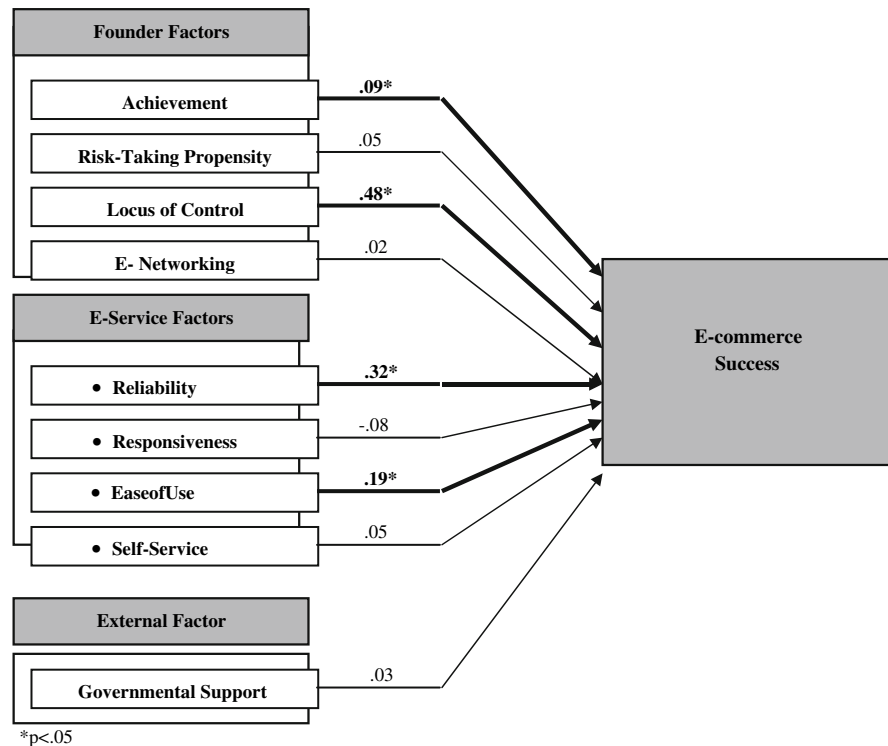 Founder Factors
Achievement
.09*
Risk-Taking Propensity
.05
Locus of Control
.48*
E- Networking
.02
E-Service Factors
• Reliability
.32*
• Responsiveness
-.08
• EaseofUse
.19*
• Self-Service
.05
External Factor
Governmental Support
.03
*p<.05
E-commerce
Success